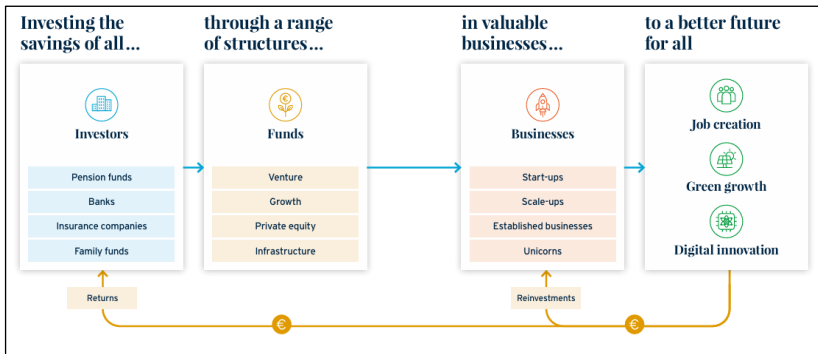 Investing the
savings of all...
through a range
of structures...
in valuable
businesses...
to a better future
for all
Investors
Pension funds
Banks
Insurance companies
Family funds
€
Funds
Venture
Growth
Private equity
Infrastructure
Businesses
Start-ups
Scale-ups
Established businesses
Unicorns
Job creation
Green growth
Digital innovation
Returns
Reinvestments
€
€